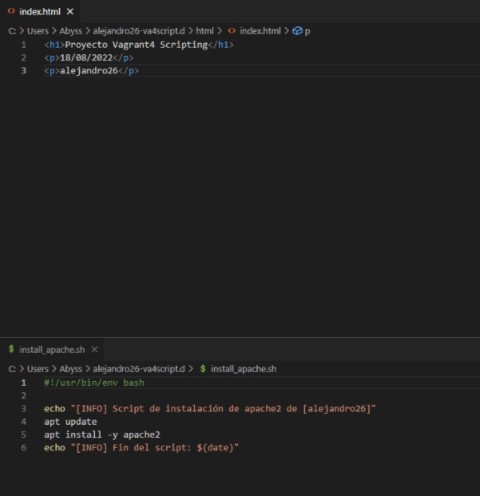 index.html
C: > Users > Abyss > alejandro26-va4script.d > html > index.html > p
1 <h1>Proyecto Vagrant4 Scripting</h1>
2 <p>18/08/2022</p>
3 <p>alejandro26</p>
$ install_apache.sh
C: > Users > Abyss > alejandro26-va4script.d > $ install_apache.sh
1 #!/usr/bin/env bash
2
3 echo "[INFO] Script de instalación de apache2 de [alejandro26]"
4 apt update
5 apt install -y apache2
6 echo "[INFO] Fin del script: $(date)"